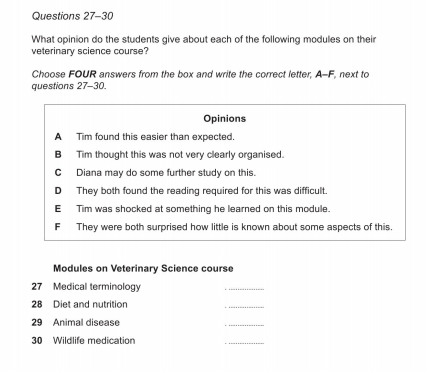 Questions 27–30
What opinion do the students give about each of the following modules on their
veterinary science course?
Choose FOUR answers from the box and write the correct letter, A–F, next to
questions 27–30.
Opinions
A Tim found this easier than expected.
B Tim thought this was not very clearly organised.
C Diana may do some further study on this.
D They both found the reading required for this was difficult.
E Tim was shocked at something he learned on this module.
F They were both surprised how little is known about some aspects of this.
Modules on Veterinary Science course
27 Medical terminology ....................
28 Diet and nutrition ....................
29 Animal disease ....................
30 Wildlife medication ....................